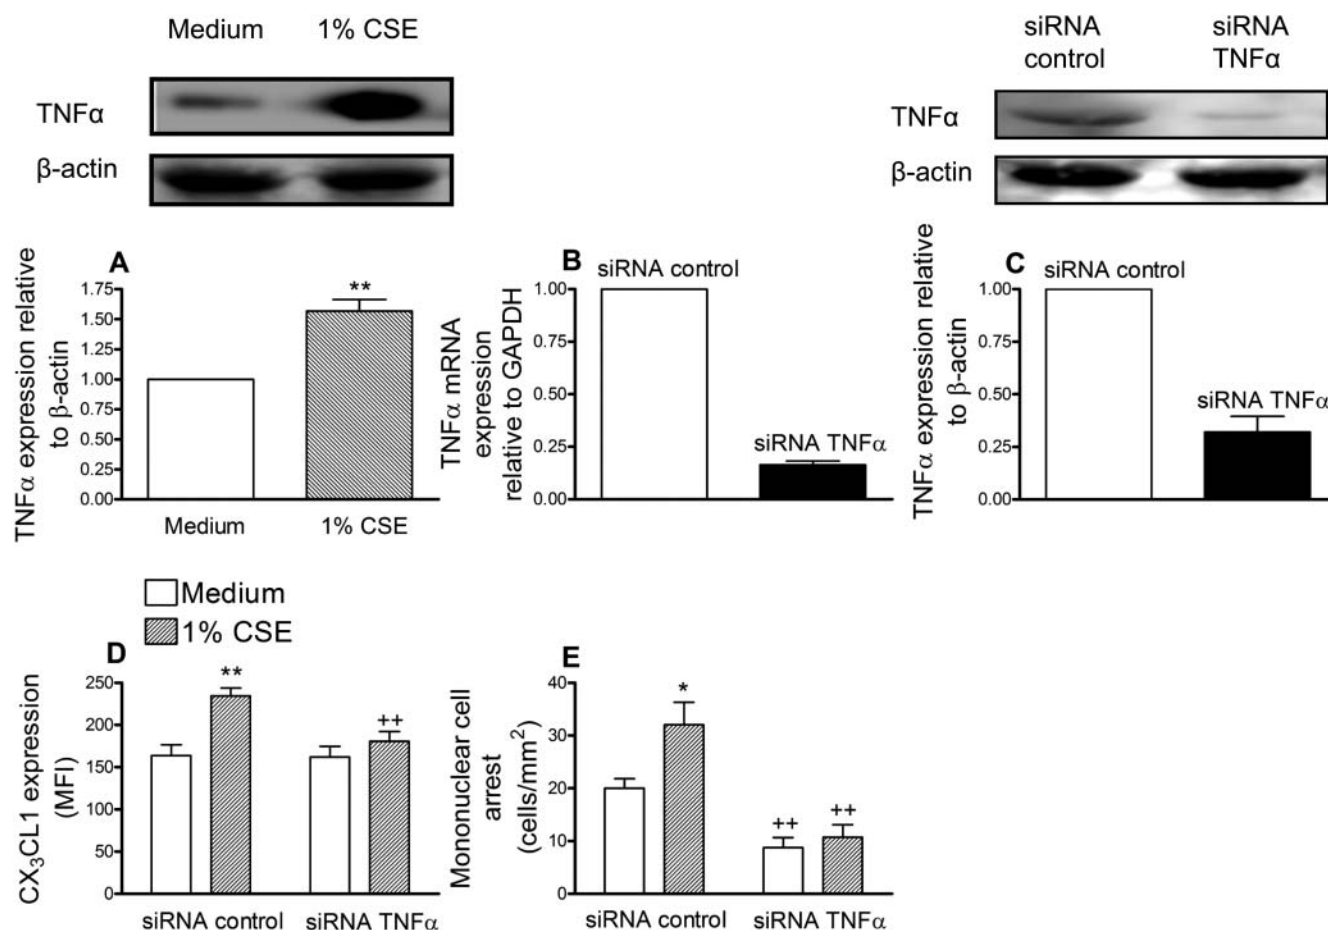 Medium 1% CSE
TNFα
β-actin
siRNA control
siRNA TNFα
TNFα
β-actin
A
TNFα expression relative
to β-actin
1.75
1.50
1.25
1.00
0.75
0.50
0.25
0.00
**
Medium 1% CSE
B
siRNA control
TNFα mRNA
expression
relative to GAPDH
1.00
0.75
0.50
0.25
0.00
siRNA TNFα
C
siRNA control
TNFα expression relative
to β-actin
1.00
0.75
0.50
0.25
0.00
siRNA TNFα
Medium
1% CSE
D
CX3CL1 expression
(MFI)
250
200
150
100
50
0
**
++
siRNA control siRNA TNFα
E
Mononuclear cell
arrest
(cells/mm²)
40
30
20
10
0
*
++
++
siRNA control siRNA TNFα